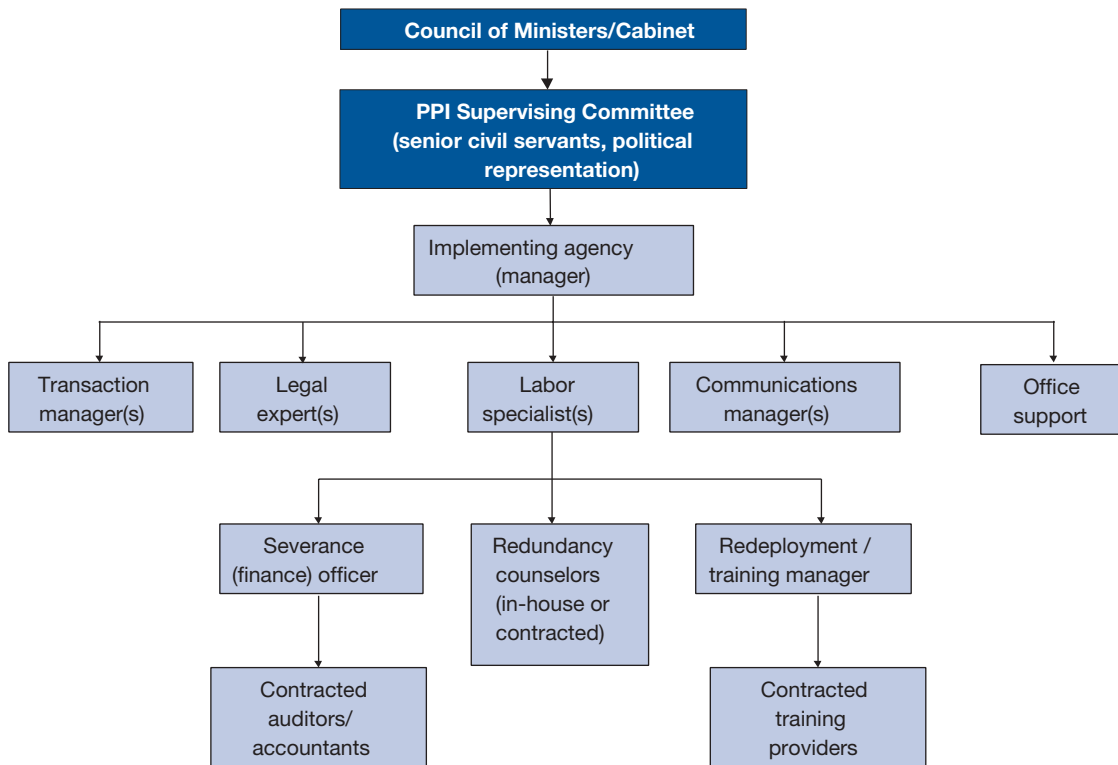 Council of Ministers/Cabinet
PPI Supervising Committee
(senior civil servants, political
representation)
Implementing agency
(manager)
Transaction
manager(s)
Legal
expert(s)
Labor
specialist(s)
Communications
manager(s)
Office
support
Severance
(finance) officer
Redundancy
counselors
(in-house or
contracted)
Redeployment /
training manager
Contracted
auditors/
accountants
Contracted
training
providers